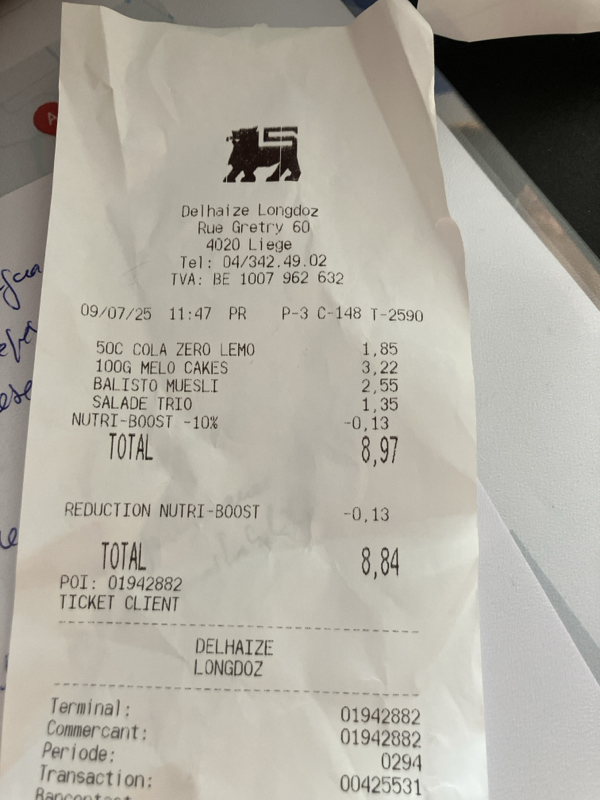 Delhaize Longdoz
Rue Gretry 60
4020 Liege
Tel: 04/342.49.02
TVA: BE 1007 962 632
09/07/25 11:47 PR P-3 C-148 T-2590
50C COLA ZERO LEMO 1,85
100G MELO CAKES 3,22
BALISTO MUESLI 2,55
SALADE TRIO 1,35
NUTRI-BOOST -10% -0,13
TOTAL 8,97
REDUCTION NUTRI-BOOST -0,13
TOTAL 8,84
POI: 01942882
TICKET CLIENT
DELHAIZE
LONGDOZ
Terminal: 01942882
Commercant: 01942882
Periode: 0294
Transaction: 00425531